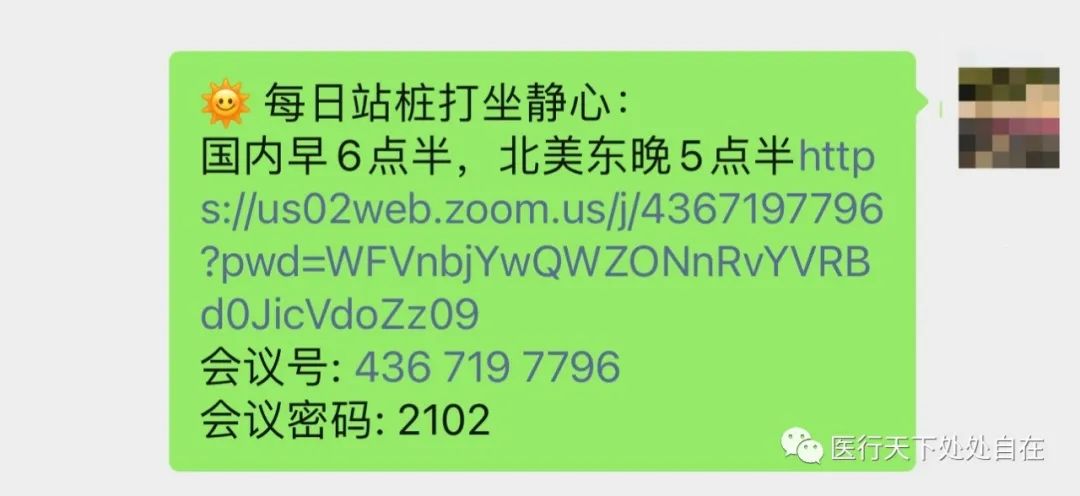 🌞 每日站桩打坐静心：
国内早6点半，北美东晚5点半http
s://us02web.zoom.us/j/4367197796
?pwd=WFVnbjYwQWZONnRvYVRB
d0JicVdoZz09
会议号: 436 719 7796
会议密码: 2102
医行天下处处自在